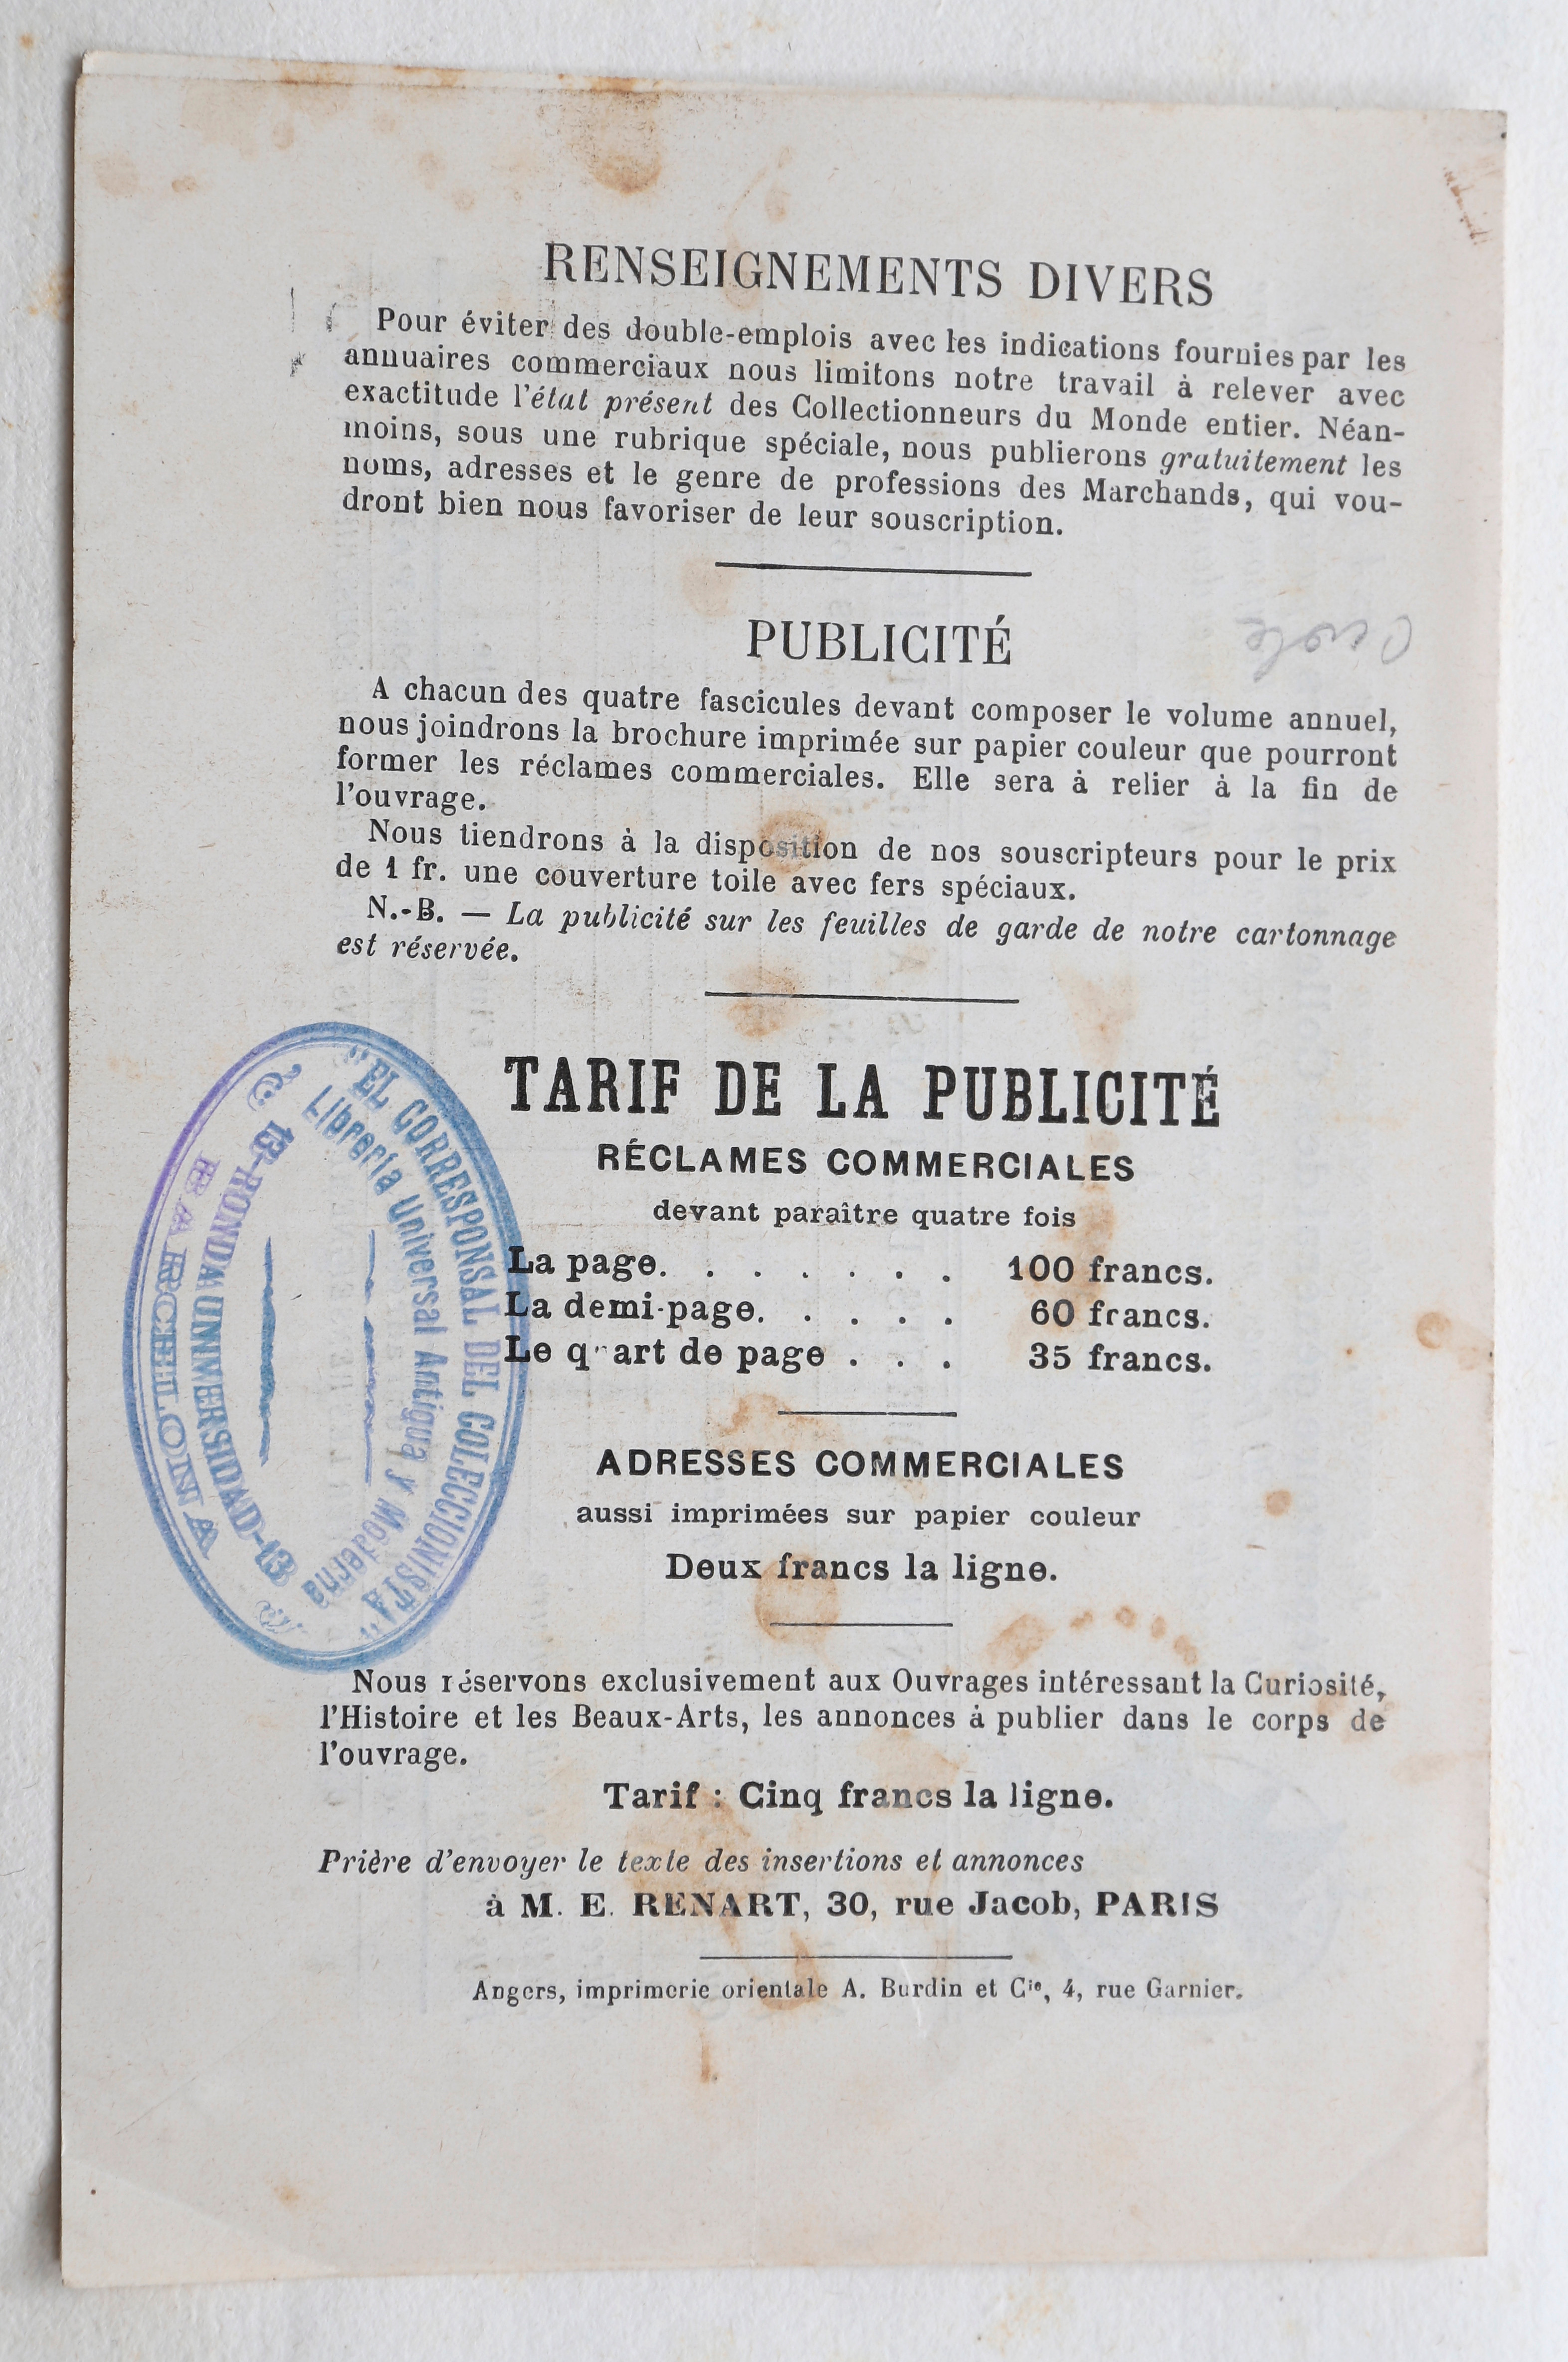 RENSEIGNEMENTS DIVERS
Pour éviter des double-emplois avec les indications fournies par les
annuaires commerciaux nous limitons notre travail à relever avec
exactitude l'état présent des Collectionneurs du Monde entier. Néan-
moins, sous une rubrique spéciale, nous publierons gratuitement les
noms, adresses et le genre de professions des Marchands, qui vou-
dront bien nous favoriser de leur souscription.
PUBLICITÉ
A chacun des quatre fascicules devant composer le volume annuel,
nous joindrons la brochure imprimée sur papier couleur que pourront
former les réclames commerciales. Elle sera à relier à la fin de
l'ouvrage.
Nous tiendrons à la disposition de nos souscripteurs pour le prix
de 1 fr. une couverture toile avec fers spéciaux.
N.-B. — La publicité sur les feuilles de garde de notre cartonnage
est réservée.
TARIF DE LA PUBLICITÉ
RÉCLAMES COMMERCIALES
devant paraître quatre fois
La page. . . . . . . 100 francs.
La demi-page. . . . . 60 francs.
Le quart de page . . . 35 francs.
ADRESSES COMMERCIALES
aussi imprimées sur papier couleur
Deux francs la ligne.
Nous réservons exclusivement aux Ouvrages intéressant la Curiosité,
l'Histoire et les Beaux-Arts, les annonces à publier dans le corps de
l'ouvrage.
Tarif : Cinq francs la ligne.
Prière d'envoyer le texte des insertions et annonces
à M. E. RENART, 30, rue Jacob, PARIS
Angers, imprimerie orientale A. Burdin et Cie, 4, rue Garnier.
"EL CORRESPONSAL DEL COLECCIONISTA"
Librería Universal Antigua y Moderna
13-RONDA UNIVERSIDAD-13
BARCELONA